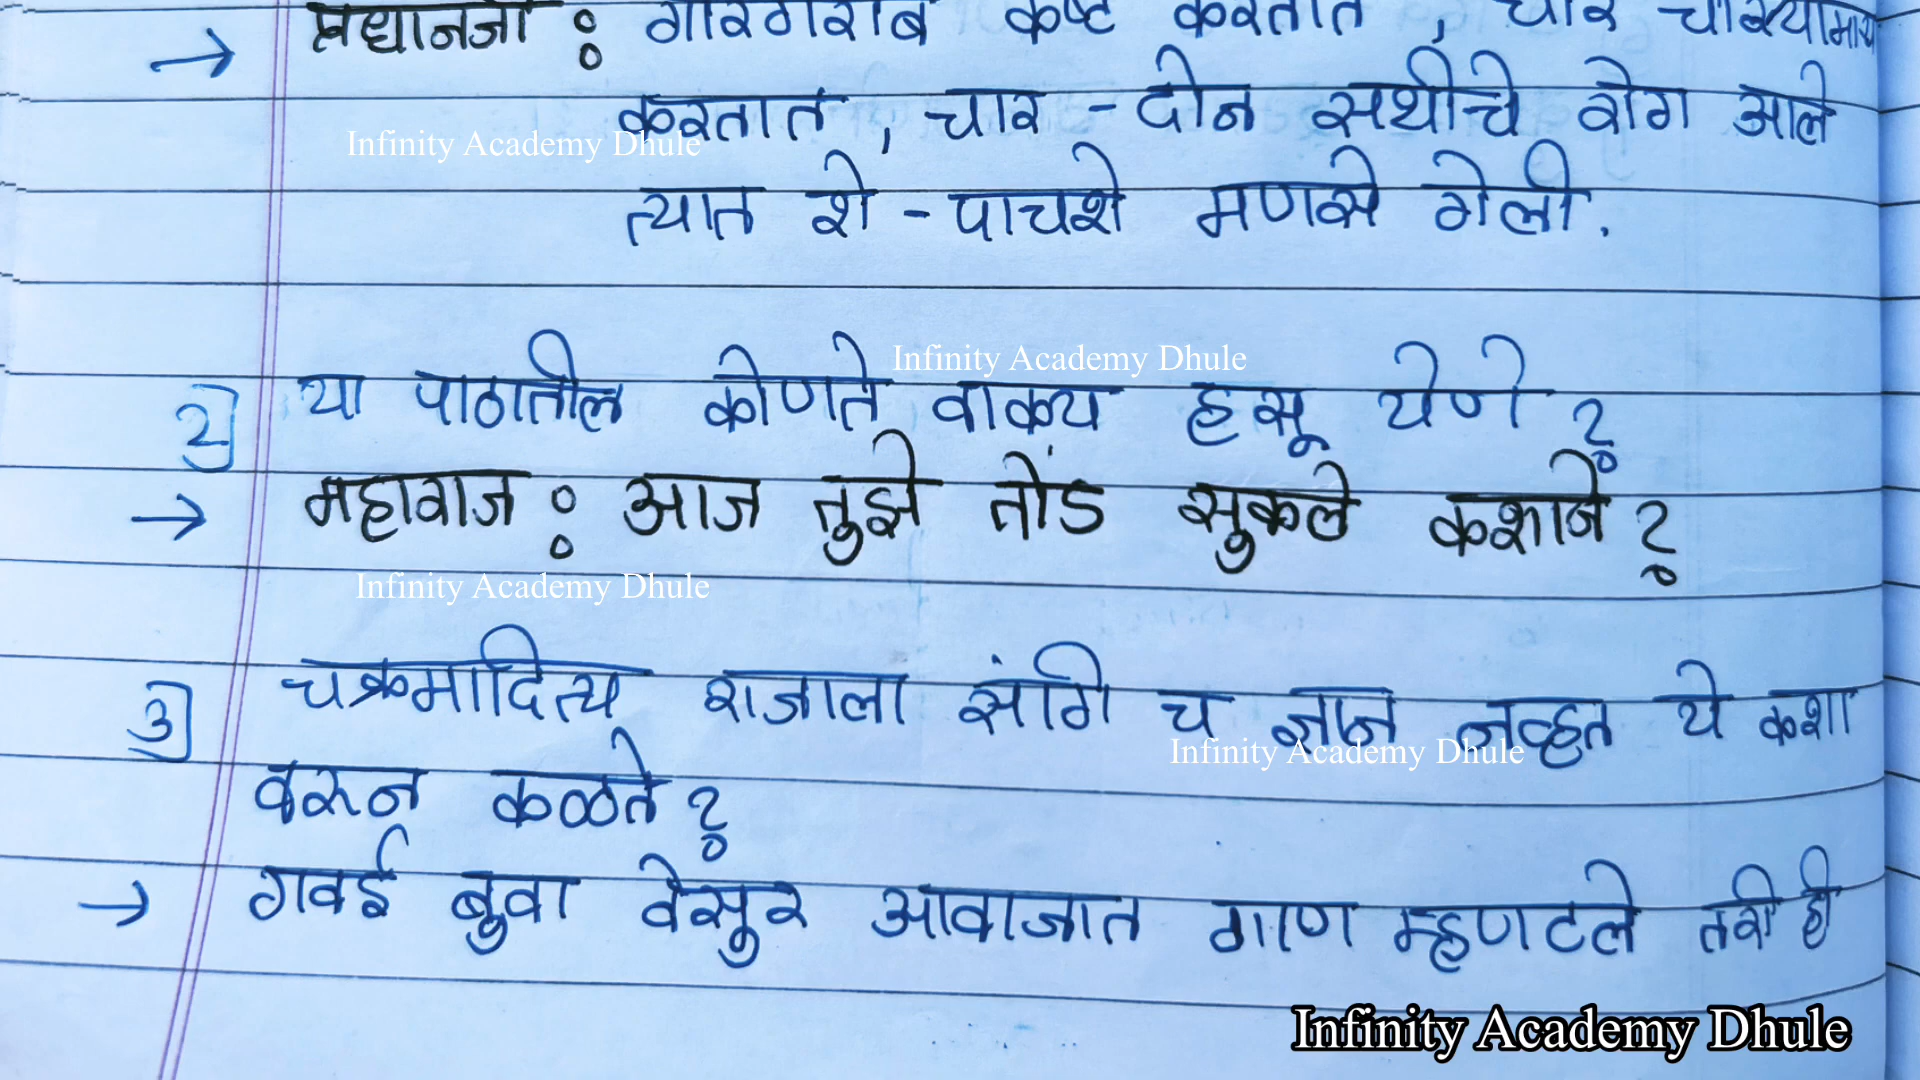 → प्रधानजी : गोरगरीब कष्ट करतात , चोर चोऱ्यामाऱ्या
करतात , चार - दोन सथीचे रोग आले
Infinity Academy Dhule
त्यात शे - पाचशे मणसे गेली .
Infinity Academy Dhule
2] या पाठातील कोणते वाक्य हसू येणे ?
→ महाराज : आज तुझे तोंड सुकले कशाने ?
Infinity Academy Dhule
3] चक्रमादित्य राजाला संगि च ज्ञान नव्हत ये कशा
Infinity Academy Dhule
वरून कळते ?
→ गवई बुवा बेसुर आवाजात गाण म्हणटले तरी ही
Infinity Academy Dhule